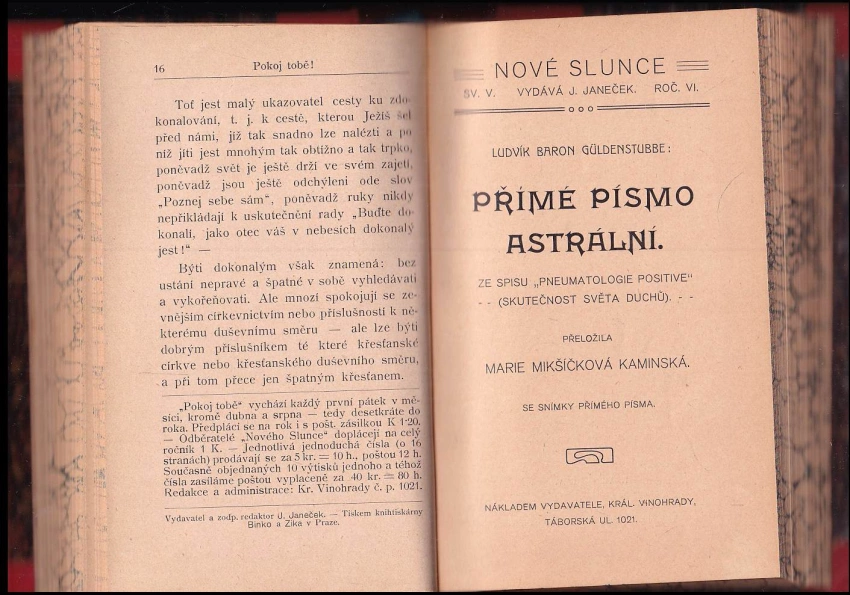 16
Pokoj tobě!
Toť jest malý ukazovatel cesty ku zdo-
konalování, t. j. k cestě, kterou Ježíš šel
před námi, již tak snadno lze nalézti a po
níž jíti jest mnohým tak obtížno a tak trpko,
poněvadž svět je ještě drží ve svém zajetí,
poněvadž jsou ještě odchýleni ode slov
„Poznej sebe sám“, poněvadž ruky nikdy
nepřikládají k uskutečnění rady „Buďte do-
konalí, jako otec váš v nebesích dokonalý
jest!“ —
Býti dokonalým však znamená: bez
ustání nepravé a špatné v sobě vyhledávati
a vykořeňovati. Ale mnozí spokojují se ze-
vnějším církevnictvím nebo příslušností k ně-
kterému duševnímu směru — ale lze býti
dobrým příslušníkem té které křesťanské
církve nebo křesťanského duševního směru,
a při tom přece jen špatným křesťanem.
„Pokoj tobě“ vychází každý první pátek v mě-
síci, kromě dubna a srpna — tedy desetkráte do
roka. Předplácí se na rok i s pošt. zásilkou K 1·20.
— Odběratelé „Nového Slunce“ doplácejí na celý
ročník 1 K. — Jednotlivá jednoduchá čísla (o 16
stranách) prodávají se za 5 kr. = 10 h., poštou 12 h.
Současně objednaných 10 výtisků jednoho a téhož
čísla zasíláme poštou vyplaceně za 40 kr. = 80 h.
Redakce a administrace: Kr. Vinohrady č. p. 1021.
Vydavatel a zodp. redaktor J. Janeček. — Tiskem knihtiskárny
Binko a Zika v Praze.
NOVÉ SLUNCE
SV. V. VYDÁVÁ J. JANEČEK. ROČ. VI.
LUDVÍK BARON GÜLDENSTUBBE:
PŘÍMÉ PÍSMO
ASTRÁLNÍ.
ZE SPISU „PNEUMATOLOGIE POSITIVE“
- - (SKUTEČNOST SVĚTA DUCHŮ). - -
PŘELOŽILA
MARIE MIKŠÍČKOVÁ KAMINSKÁ.
SE SNÍMKY PŘÍMÉHO PÍSMA.
NÁKLADEM VYDAVATELE, KRÁL. VINOHRADY,
TÁBORSKÁ UL. 1021.